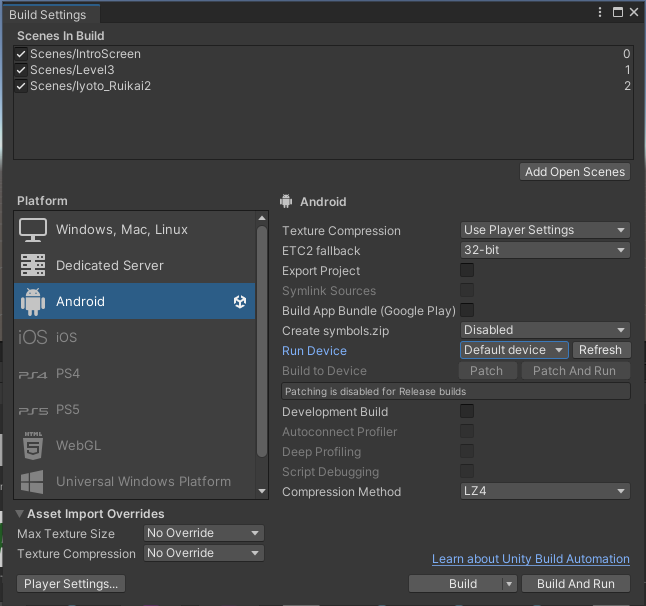 Build Settings
Scenes In Build
Scenes/IntroScreen 0
Scenes/Level3 1
Scenes/Iyoto_Ruikai2 2
Add Open Scenes
Platform
Windows, Mac, Linux
Dedicated Server
Android
iOS iOS
PS4 PS4
PS5 PS5
HTML 5 WebGL
Universal Windows Platform
Android
Texture Compression Use Player Settings
ETC2 fallback 32-bit
Export Project
Symlink Sources
Build App Bundle (Google Play)
Create symbols.zip Disabled
Run Device Default device Refresh
Build to Device Patch Patch And Run
Patching is disabled for Release builds
Development Build
Autoconnect Profiler
Deep Profiling
Script Debugging
Compression Method LZ4
Asset Import Overrides
Max Texture Size No Override
Texture Compression No Override
Learn about Unity Build Automation
Player Settings... Build Build And Run